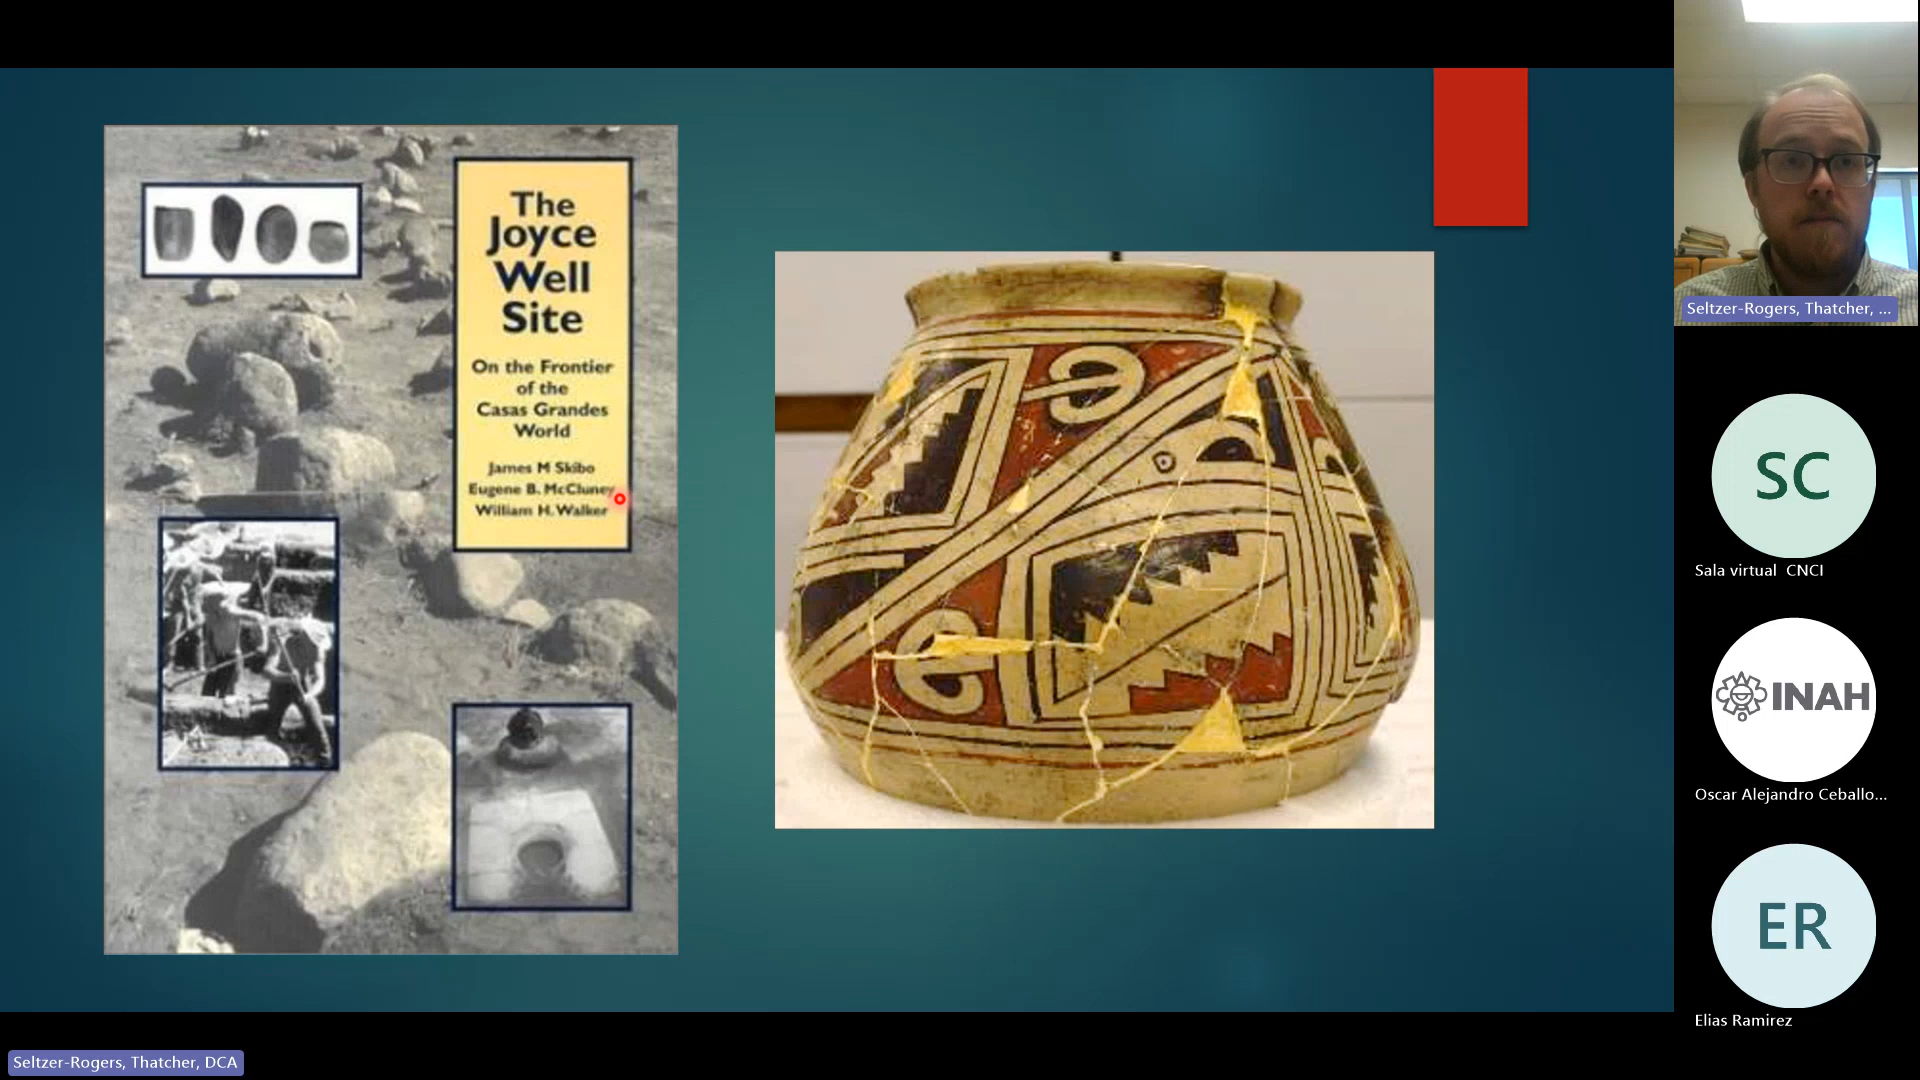 The
Joyce
Well
Site
On the Frontier
of the
Casas Grandes
World
James M Skibo
Eugene B. McCluney
William H. Walker
Seltzer-Rogers, Thatcher, ...
SC
Sala virtual CNCI
INAH
Oscar Alejandro Ceballo...
ER
Elias Ramirez
Seltzer-Rogers, Thatcher, DCA